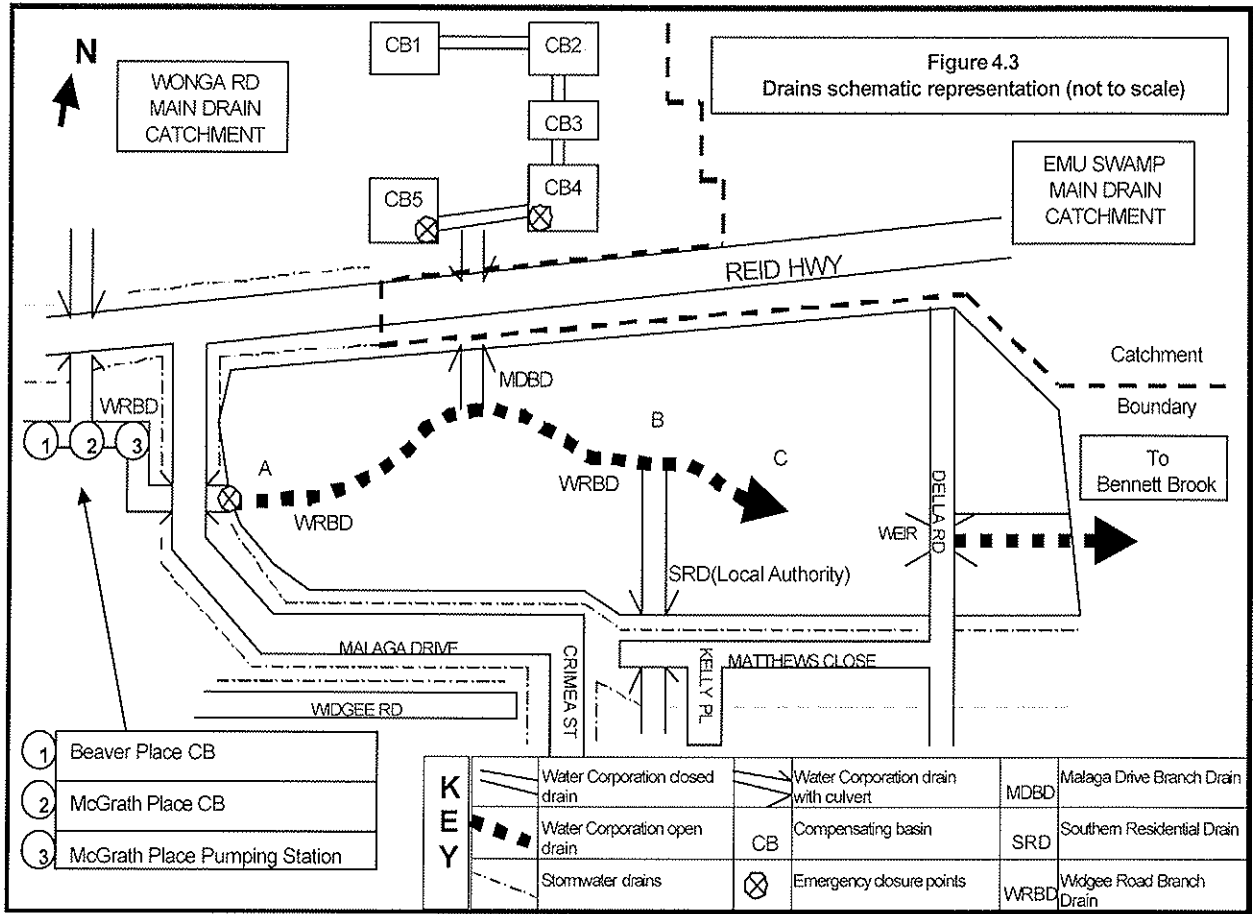 N
WONGA RD
MAIN DRAIN
CATCHMENT
CB1
CB2
CB3
CB4
CB5
Figure 4.3
Drains schematic representation (not to scale)
EMU SWAMP
MAIN DRAIN
CATCHMENT
REID HWY
Catchment
Boundary
To
Bennett Brook
WRBD
1
2
3
MDBD
A
B
C
WRBD
WRBD
WEIR
DELLA RD
SRD(Local Authority)
MALAGA DRIVE
CRIMEA ST
KELLY PL
MATTHEWS CLOSE
WIDGEE RD
1 Beaver Place CB
2 McGrath Place CB
3 McGrath Place Pumping Station
KEY
Water Corporation closed
drain
Water Corporation drain
with culvert
MDBD
Malaga Drive Branch Drain
Water Corporation open
drain
CB
Compensating basin
SRD
Southern Residential Drain
Stormwater drains
Emergency closure points
WRBD
Widgee Road Branch
Drain